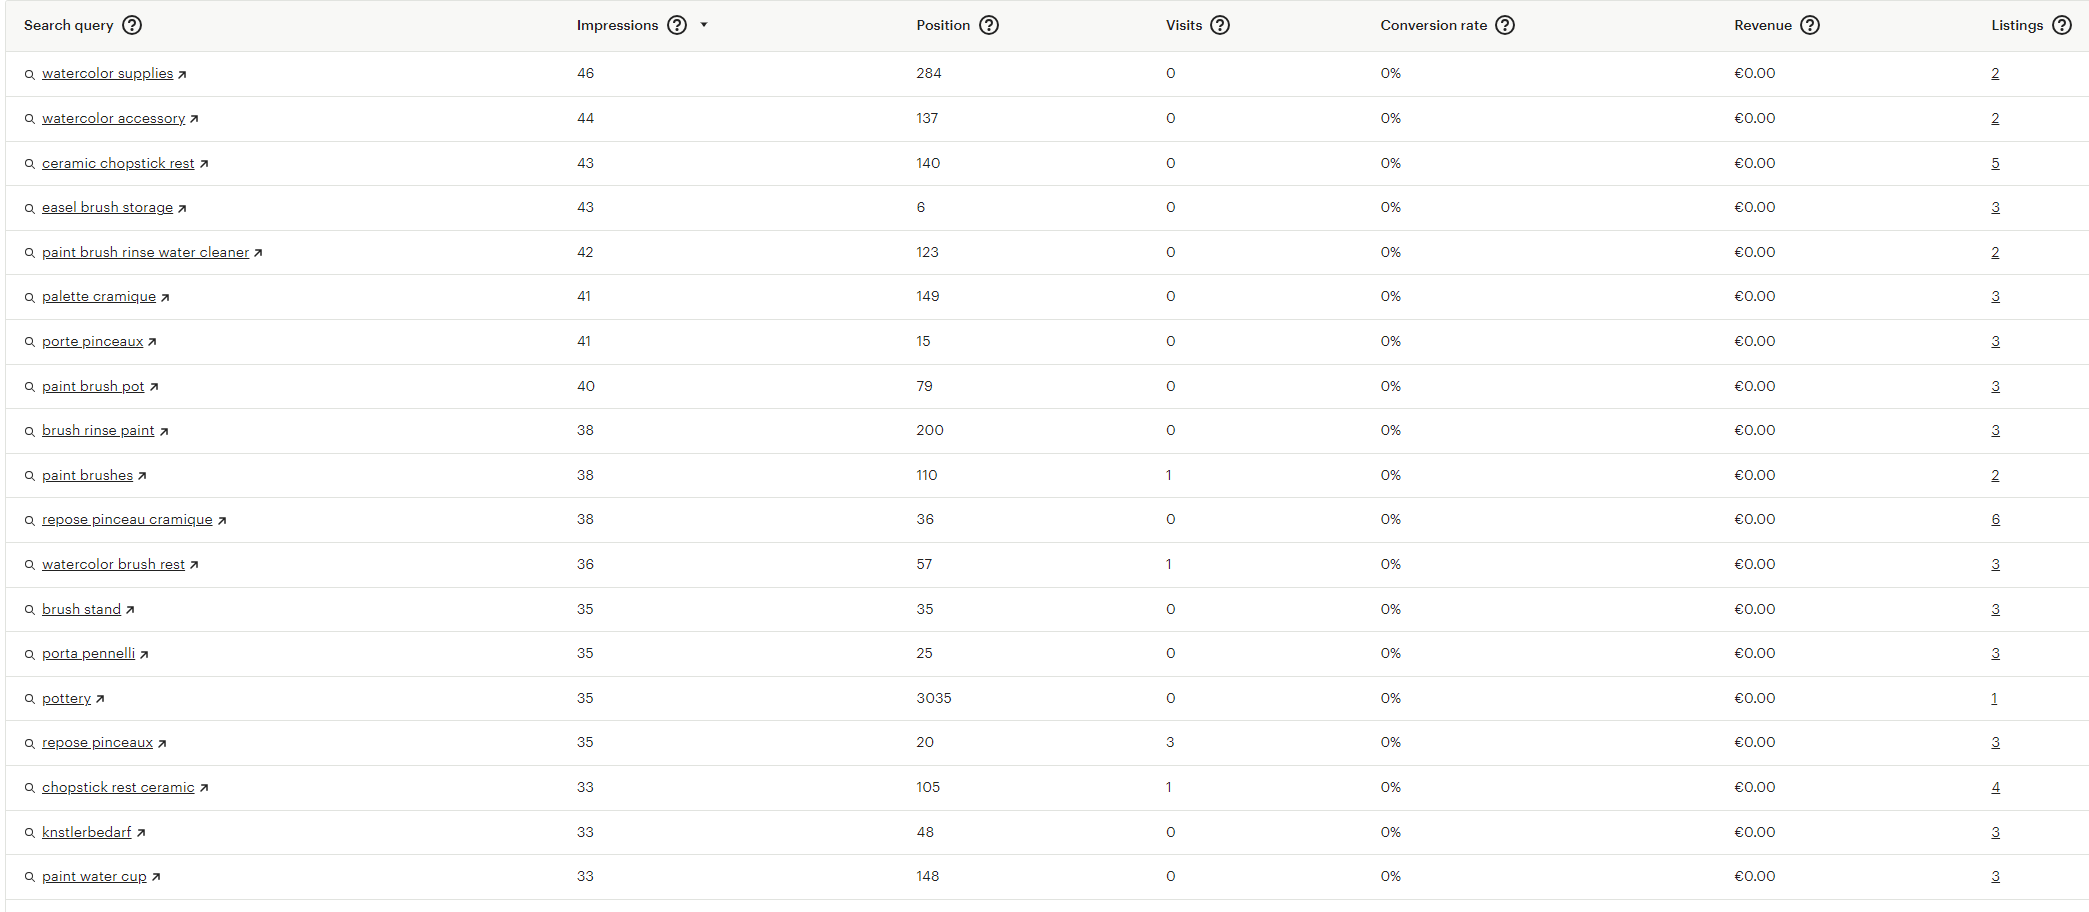 Search query Impressions Position Visits Conversion rate Revenue Listings
watercolor supplies 46 284 0 0% €0.00 2
watercolor accessory 44 137 0 0% €0.00 2
ceramic chopstick rest 43 140 0 0% €0.00 5
easel brush storage 43 6 0 0% €0.00 3
paint brush rinse water cleaner 42 123 0 0% €0.00 2
palette cramique 41 149 0 0% €0.00 3
porte pinceaux 41 15 0 0% €0.00 3
paint brush pot 40 79 0 0% €0.00 3
brush rinse paint 38 200 0 0% €0.00 3
paint brushes 38 110 1 0% €0.00 2
repose pinceau cramique 38 36 0 0% €0.00 6
watercolor brush rest 36 57 1 0% €0.00 3
brush stand 35 35 0 0% €0.00 3
porta pennelli 35 25 0 0% €0.00 3
pottery 35 3035 0 0% €0.00 1
repose pinceaux 35 20 3 0% €0.00 3
chopstick rest ceramic 33 105 1 0% €0.00 4
knstlerbedarf 33 48 0 0% €0.00 3
paint water cup 33 148 0 0% €0.00 3